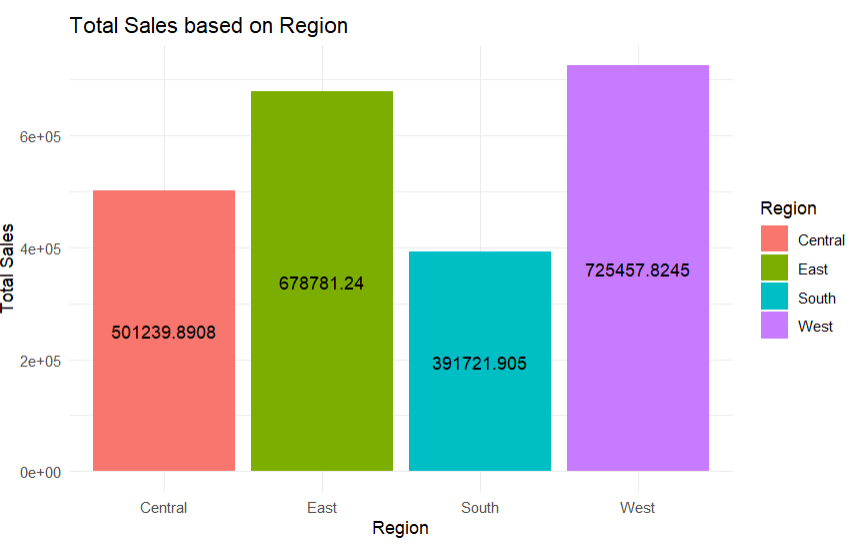 Total Sales based on Region
Total Sales
6e+05
4e+05
2e+05
0e+00
501239.8908
678781.24
391721.905
725457.8245
Central
East
South
West
Region
Region
Central
East
South
West